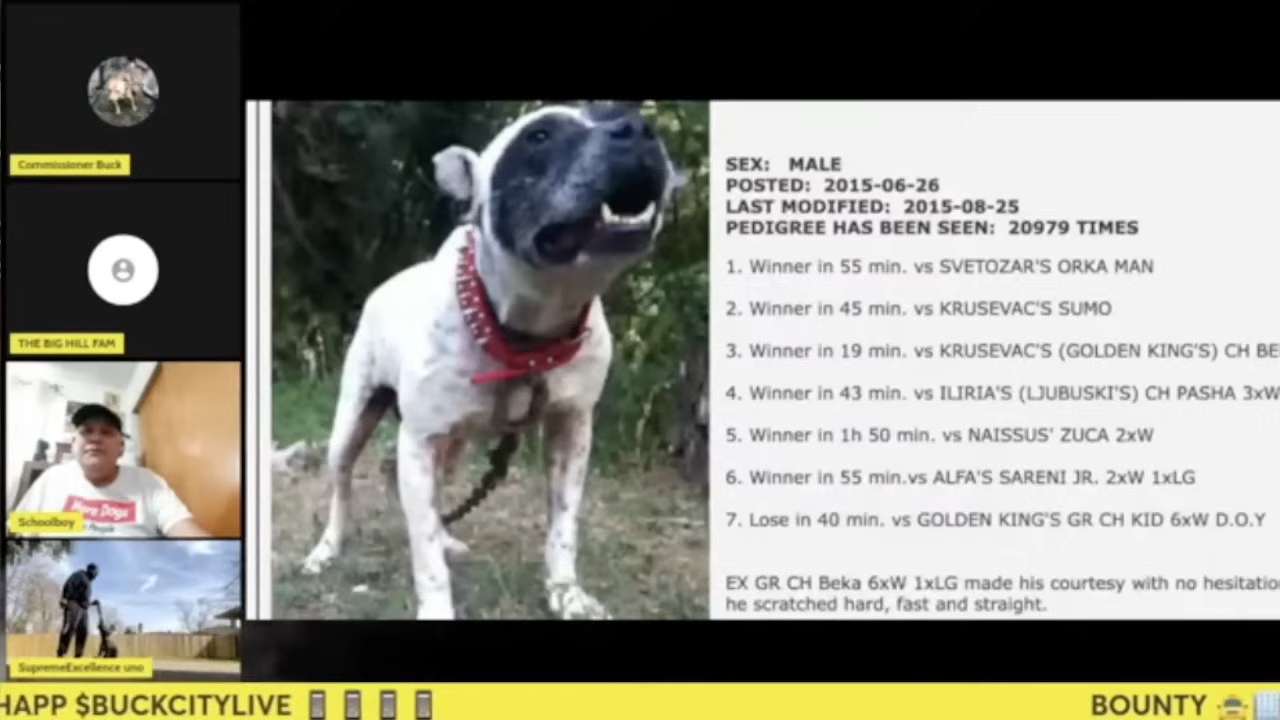 Commissioner Buck
THE BIG HILL FAM
More Dogs
People
Schoolboy
SupremeExcellence uno
SEX: MALE
POSTED: 2015-06-26
LAST MODIFIED: 2015-08-25
PEDIGREE HAS BEEN SEEN: 20979 TIMES
1. Winner in 55 min. vs SVETOZAR'S ORKA MAN
2. Winner in 45 min. vs KRUSEVAC'S SUMO
3. Winner in 19 min. vs KRUSEVAC'S (GOLDEN KING'S) CH BE
4. Winner in 43 min. vs ILIRIA'S (LJUBUSKI'S) CH PASHA 3xW
5. Winner in 1h 50 min. vs NAISSUS' ZUCA 2xW
6. Winner in 55 min.vs ALFA'S SARENI JR. 2xW 1xLG
7. Lose in 40 min. vs GOLDEN KING'S GR CH KID 6xW D.O.Y
EX GR CH Beka 6xW 1xLG made his courtesy with no hesitatio
he scratched hard, fast and straight.
HAPP $BUCKCITYLIVE BOUNTY